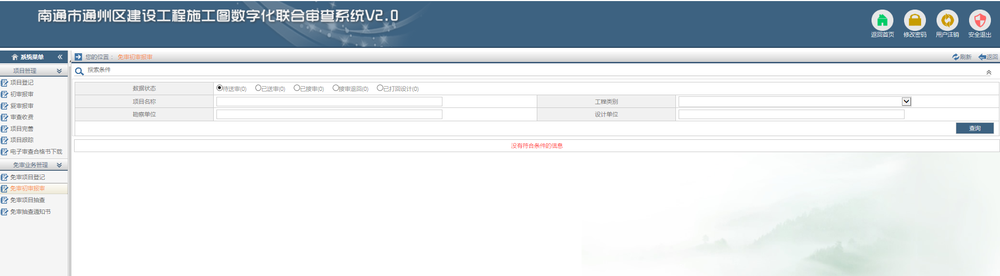 南通市通州区建设工程施工图数字化联合审查系统V2.0
返回首页 修改密码 用户注销 安全退出
系统菜单 «
项目管理
项目登记
初审报审
复审报审
审查收费
项目完善
项目跟踪
电子审查合格书下载
免审业务管理
免审项目登记
免审初审报审
免审项目抽查
免审抽查通知书
您的位置： 免审初审报审 刷新 返回
搜索条件
数据状态 待送审(0) 已送审(0) 已接审(0) 接审退回(0) 已打回设计(0)
项目名称 工程类别
勘察单位 设计单位
查询
没有符合条件的信息